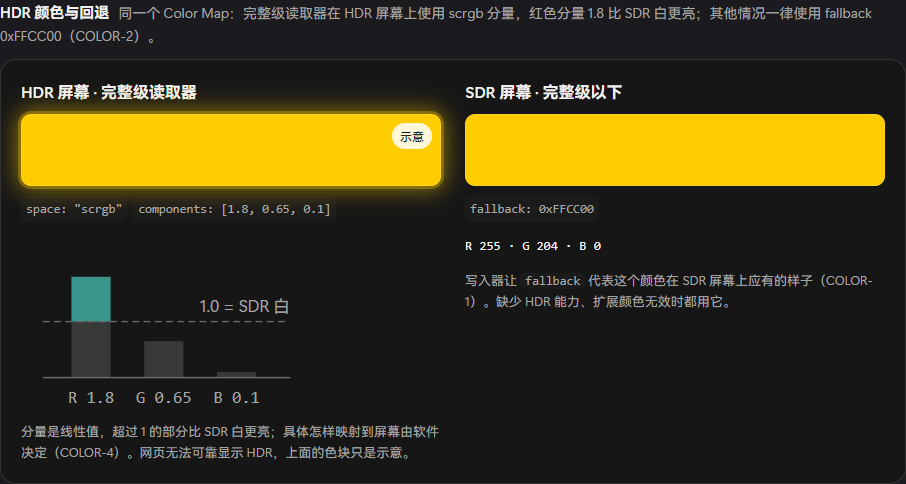 HDR 颜色与回退 同一个 Color Map：完整级读取器在 HDR 屏幕上使用 scrgb 分量，红色分量 1.8 比 SDR 白更亮；其他情况一律使用 fallback
0xFFCC00（COLOR-2）。
HDR 屏幕 · 完整级读取器
示意
space: "scrgb" components: [1.8, 0.65, 0.1]
1.0 = SDR 白
R 1.8 G 0.65 B 0.1
分量是线性值，超过 1 的部分比 SDR 白更亮；具体怎样映射到屏幕由软件
决定（COLOR-4）。网页无法可靠显示 HDR，上面的色块只是示意。
SDR 屏幕 · 完整级以下
fallback: 0xFFCC00
R 255 · G 204 · B 0
写入器让 fallback 代表这个颜色在 SDR 屏幕上应有的样子（COLOR-
1）。缺少 HDR 能力、扩展颜色无效时都用它。